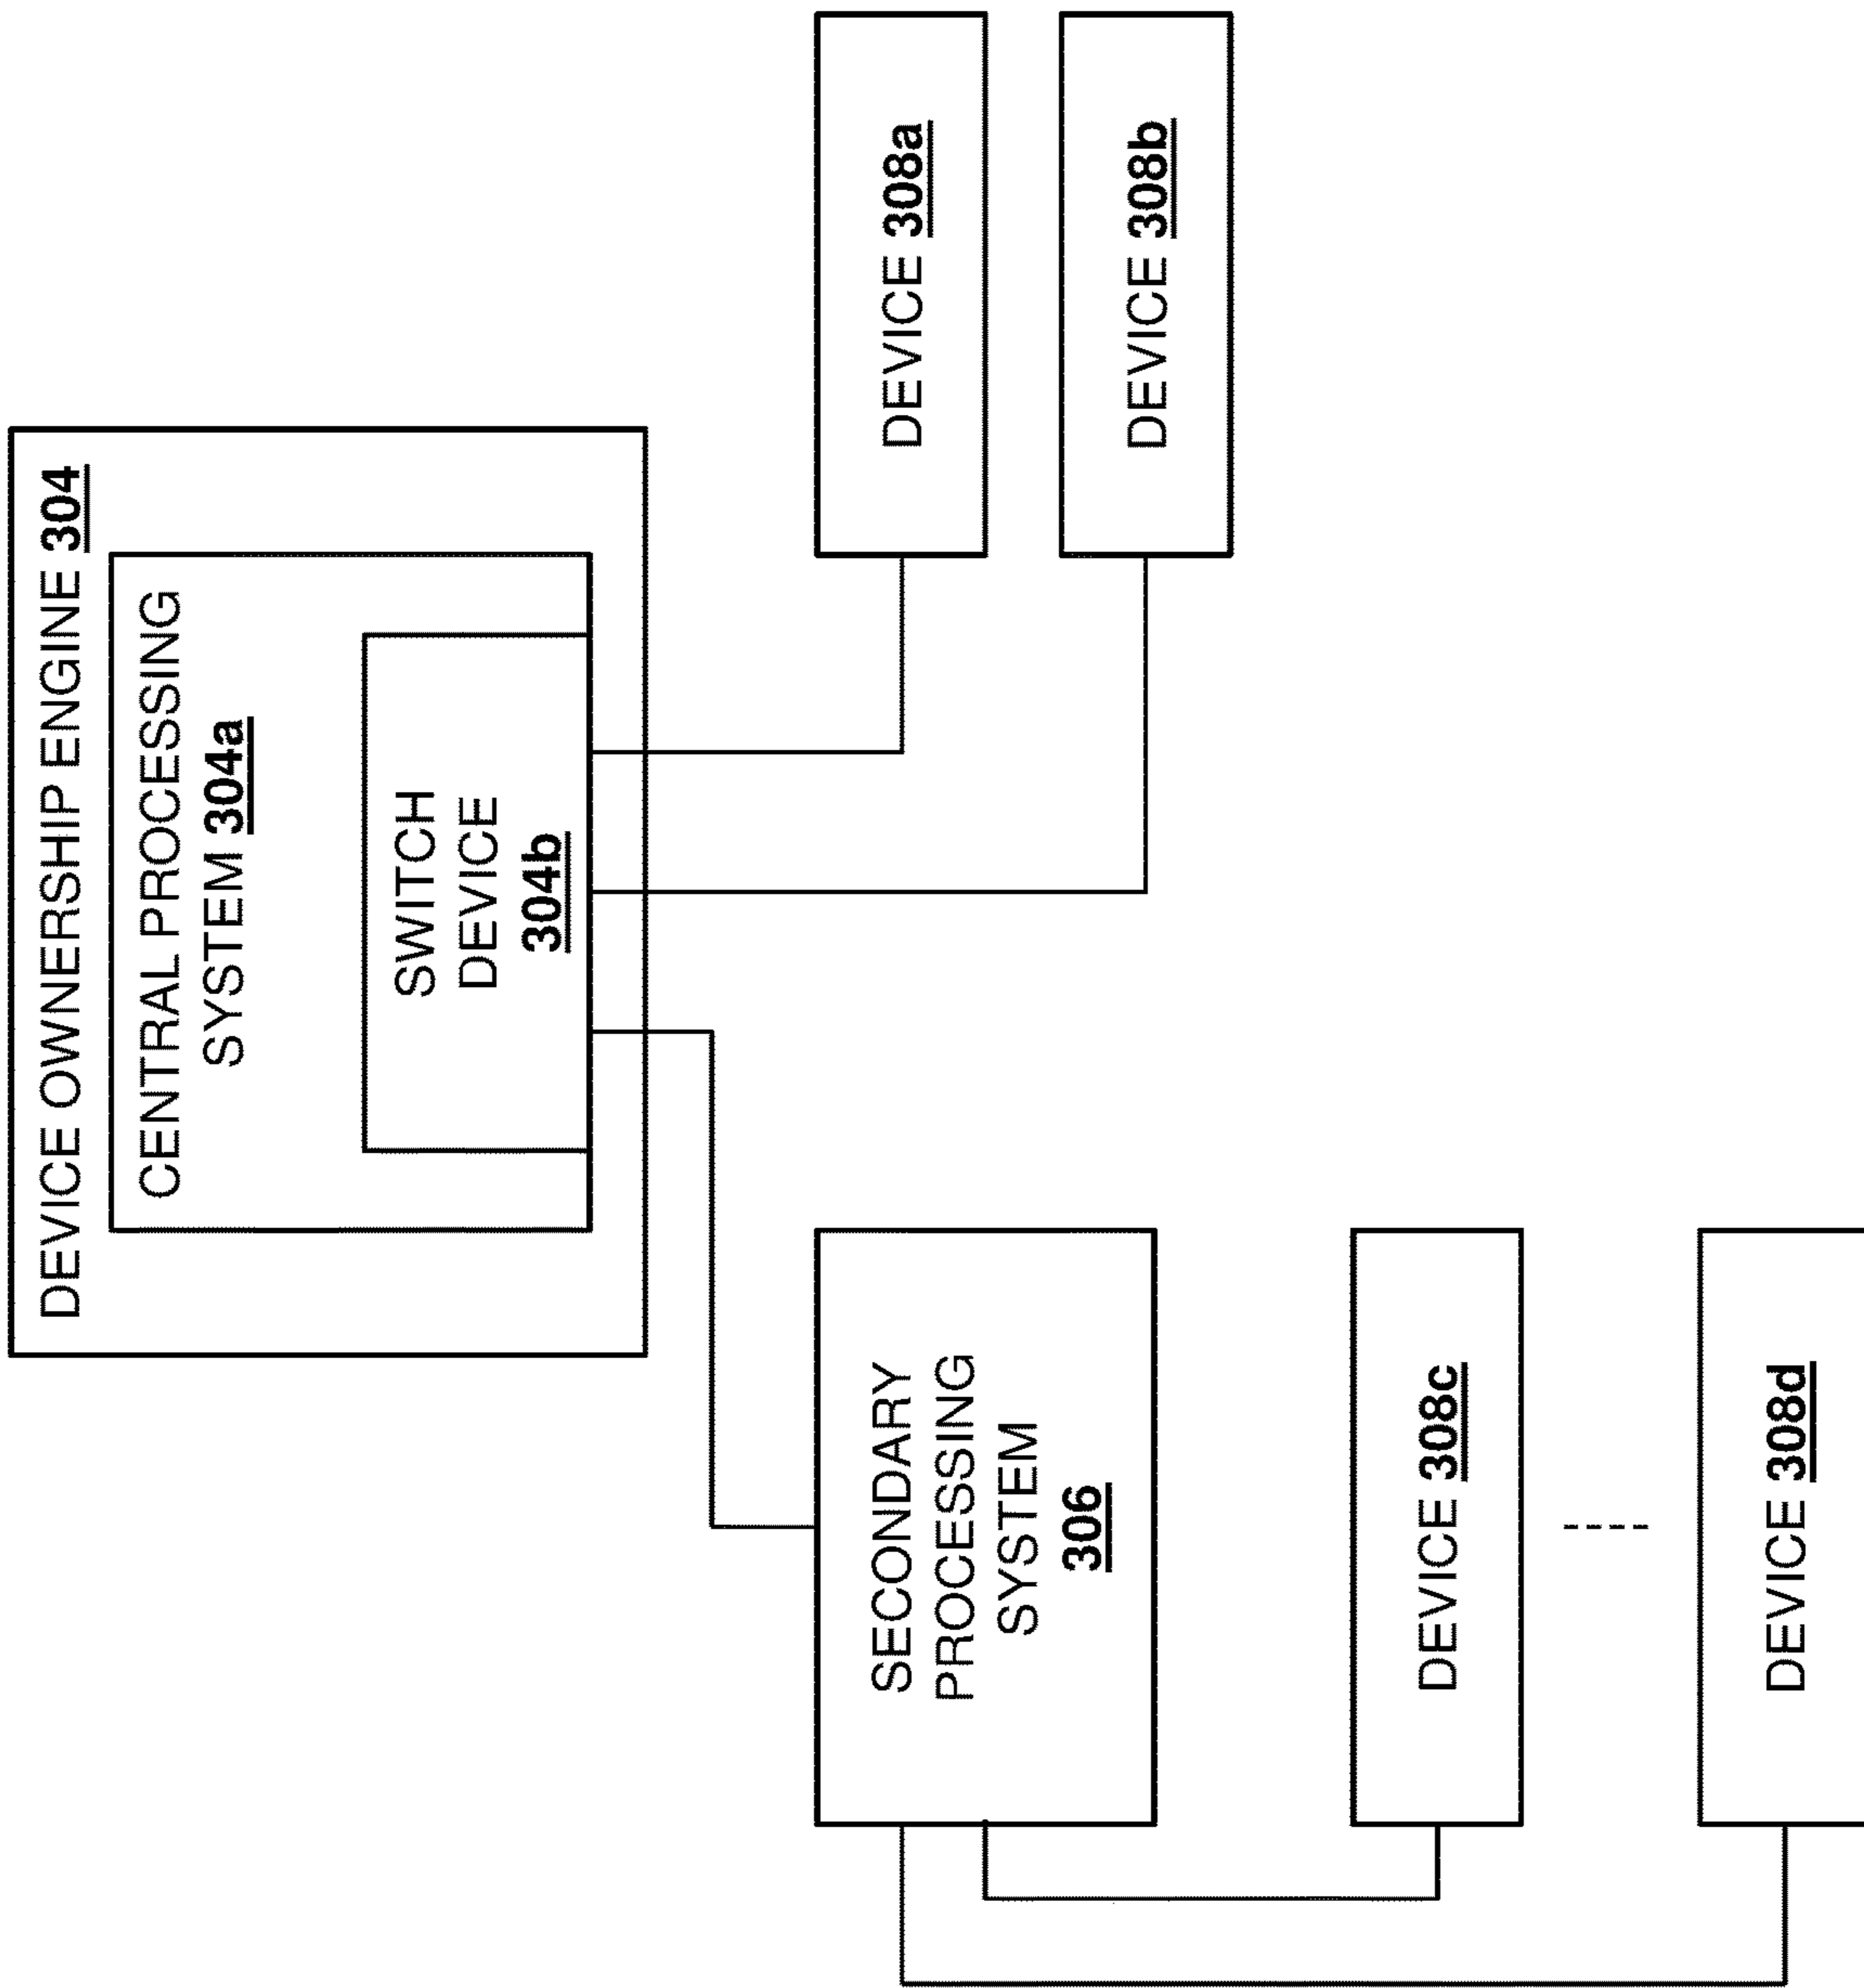 DEVICE OWNERSHIP ENGINE 304
CENTRAL PROCESSING
SYSTEM 304a
SWITCH
DEVICE
304b
SECONDARY
PROCESSING
SYSTEM
306
DEVICE 308a
DEVICE 308b
DEVICE 308c
DEVICE 308d